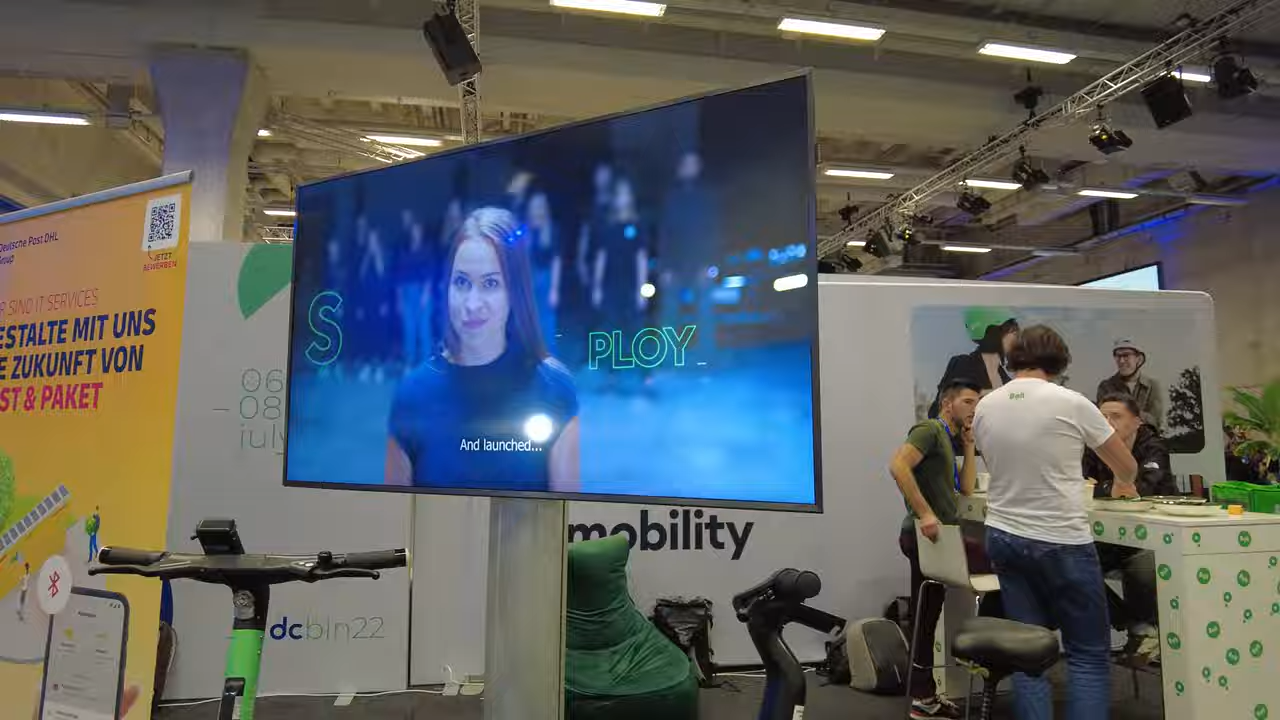 Deutsche Post DHL
Group
JETZT
BEWERBEN
R SIND IT SERVICES
ESTALTE MIT UNS
E ZUKUNFT VON
ST & PAKET
06
08
july
S
PLOY_
And launched...
mobility
dcbln22
Bolt